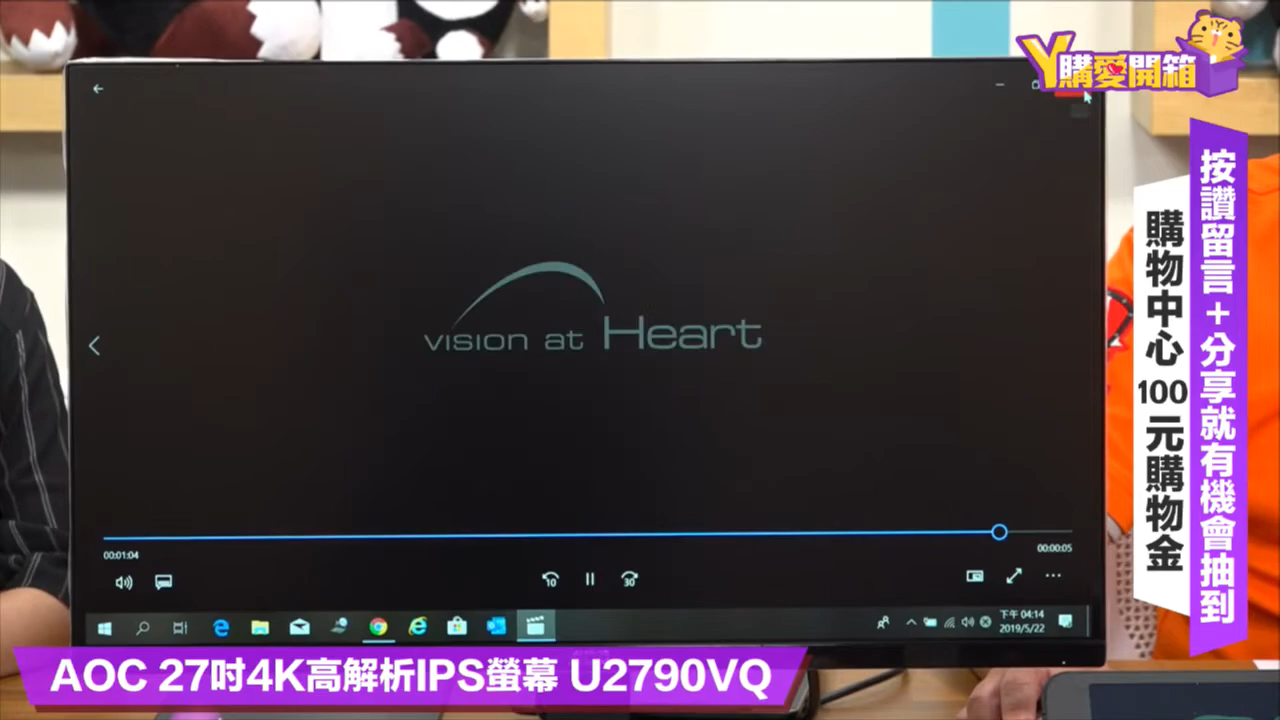 Y購愛開箱
按讚留言+分享就有機會抽到
購物中心100元購物金
vision at Heart
00:01:04
00:00:05
10
30
下午 04:14
2019/5/22
AOC 27吋4K高解析IPS螢幕 U2790VQ